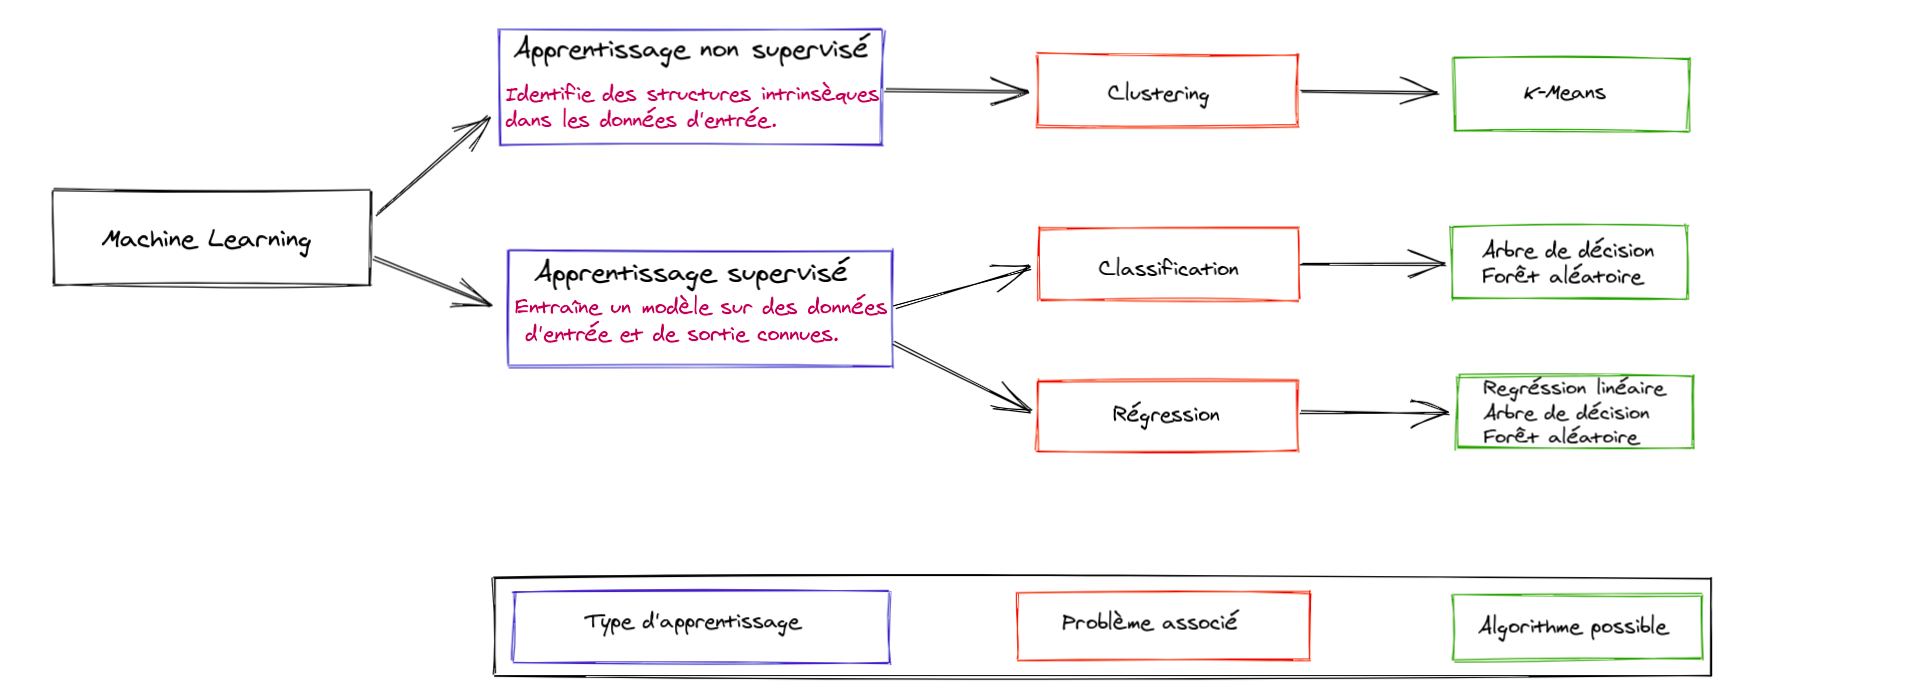 Apprentissage non supervisé
Identifie des structures intrinsèques
dans les données d'entrée.
Clustering
K-Means
Machine Learning
Apprentissage supervisé
Entraîne un modèle sur des données
d'entrée et de sortie connues.
Classification
Arbre de décision
Forêt aléatoire
Régression
Regréssion linéaire
Arbre de décision
Forêt aléatoire
Type d'apprentissage
Problème associé
Algorithme possible